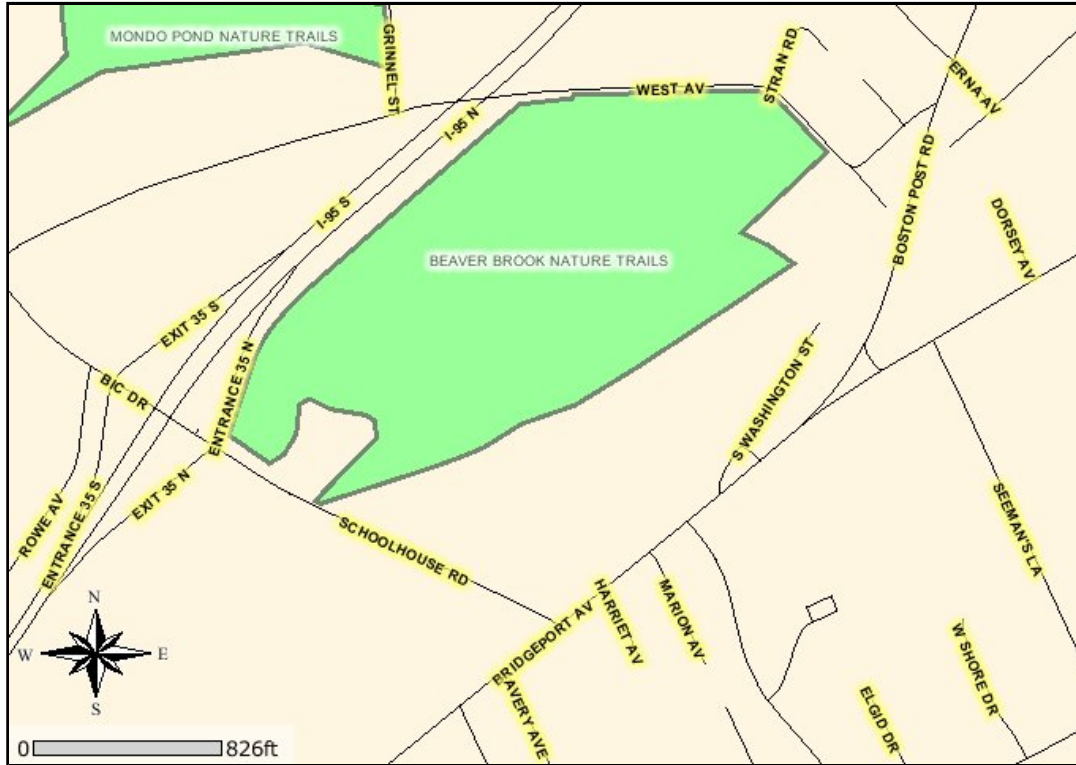 MONDO POND NATURE TRAILS
GRINNEL ST
STRAN RD
WEST AV
ERNA AV
I-95 N
BOSTON POST RD
I-95 S
DORSEY AV
BEAVER BROOK NATURE TRAILS
EXIT 35 S
ENTRANCE 35 N
BIC DR
S WASHINGTON ST
EXIT 35 N
ROWE AV
ENTRANCE 35 S
SEEMAN'S LA
SCHOOLHOUSE RD
HARRIET AV
MARION AV
BRIDGEPORT AV
W SHORE DR
AVERY AVE
ELGID DR
N
W E
S
0 826ft